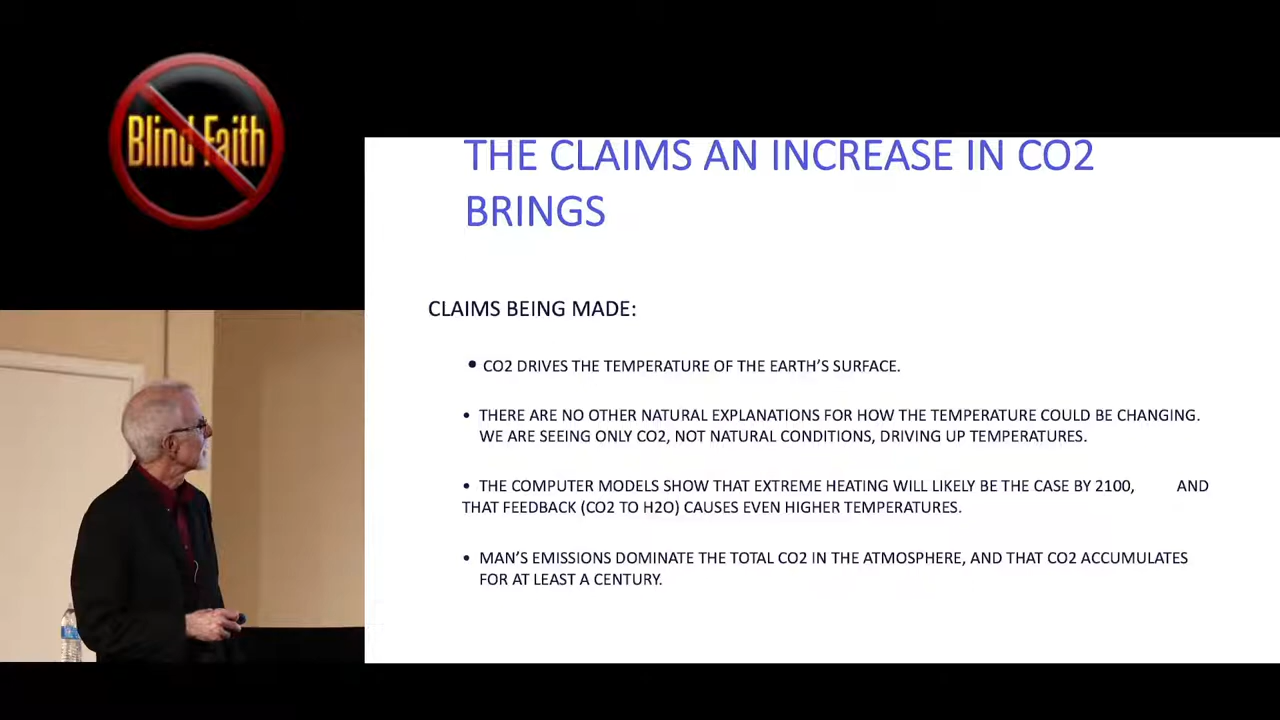 Blind Faith
THE CLAIMS AN INCREASE IN CO2
BRINGS
CLAIMS BEING MADE:
• CO2 DRIVES THE TEMPERATURE OF THE EARTH'S SURFACE.
• THERE ARE NO OTHER NATURAL EXPLANATIONS FOR HOW THE TEMPERATURE COULD BE CHANGING.
WE ARE SEEING ONLY CO2, NOT NATURAL CONDITIONS, DRIVING UP TEMPERATURES.
• THE COMPUTER MODELS SHOW THAT EXTREME HEATING WILL LIKELY BE THE CASE BY 2100, AND
THAT FEEDBACK (CO2 TO H2O) CAUSES EVEN HIGHER TEMPERATURES.
• MAN'S EMISSIONS DOMINATE THE TOTAL CO2 IN THE ATMOSPHERE, AND THAT CO2 ACCUMULATES
FOR AT LEAST A CENTURY.